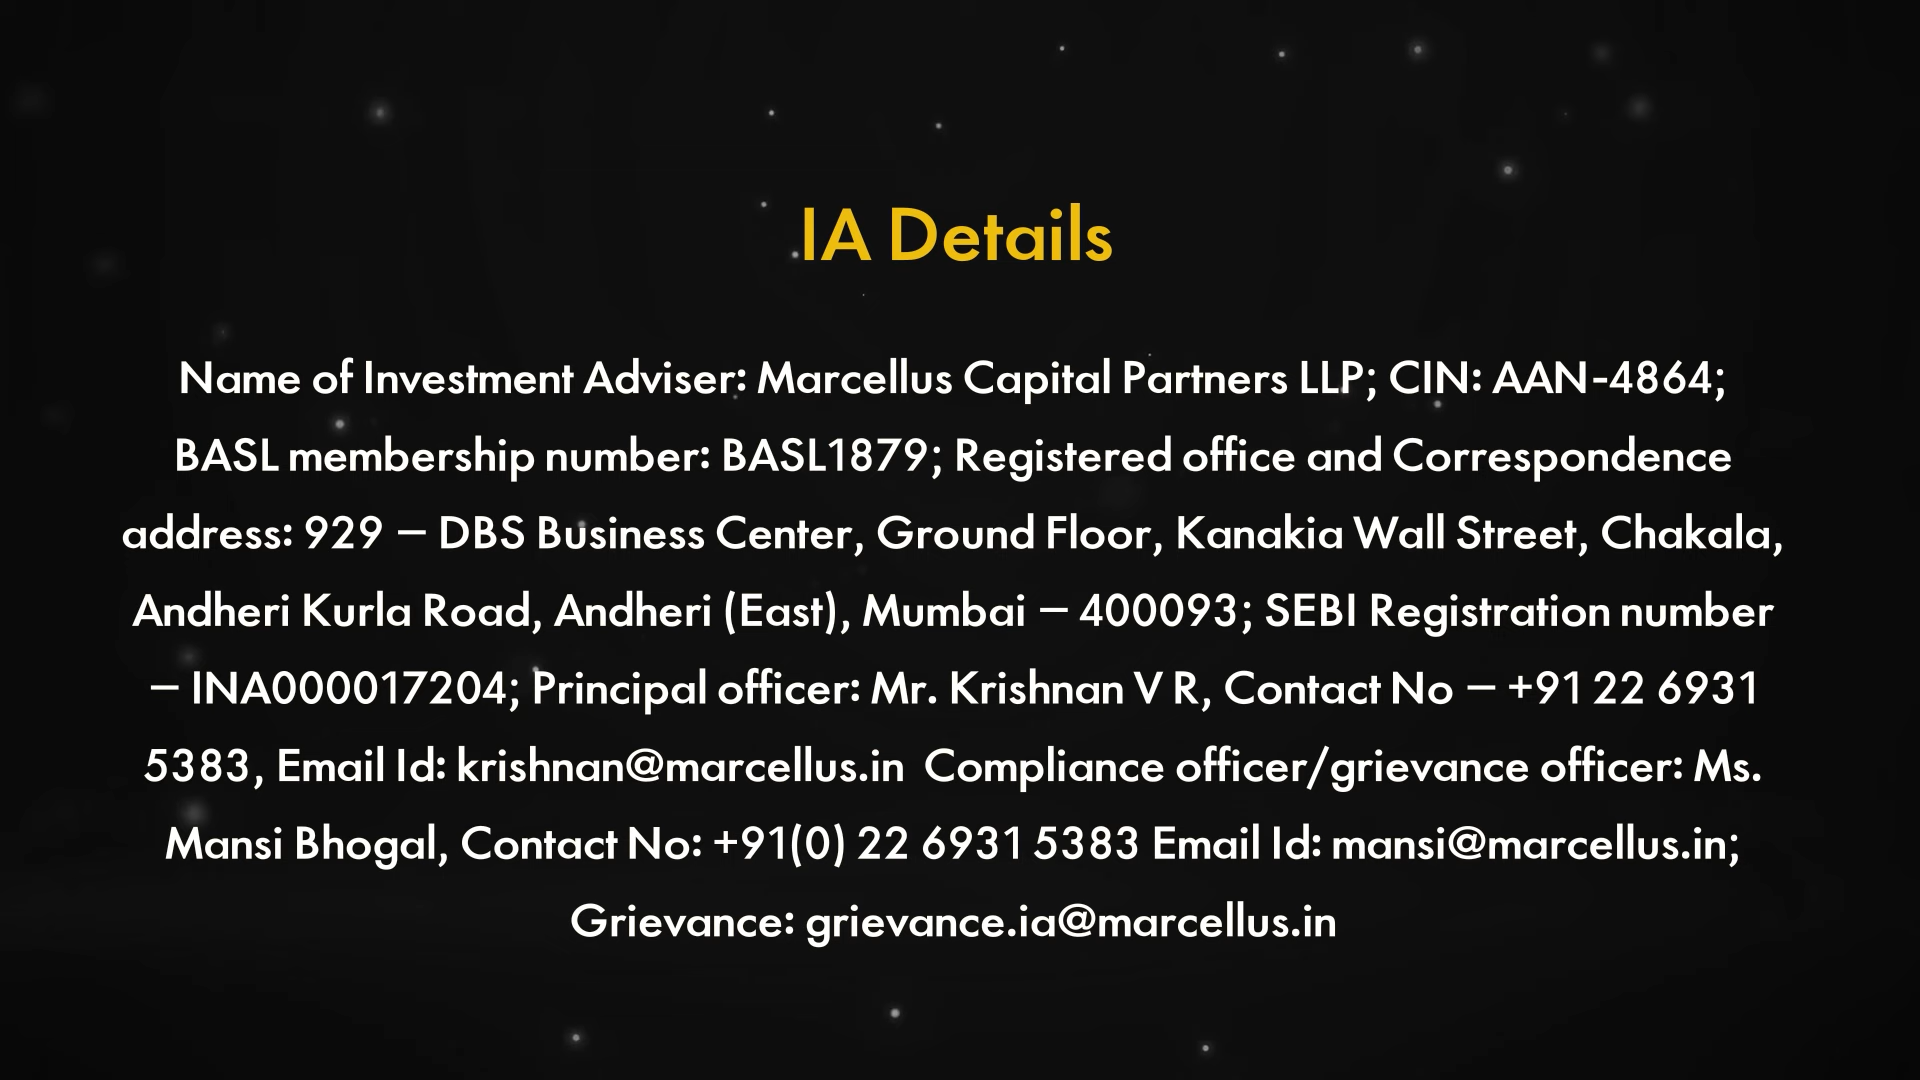 IA Details
Name of Investment Adviser: Marcellus Capital Partners LLP; CIN: AAN-4864;
BASL membership number: BASL1879; Registered office and Correspondence
address: 929 – DBS Business Center, Ground Floor, Kanakia Wall Street, Chakala,
Andheri Kurla Road, Andheri (East), Mumbai – 400093; SEBI Registration number
– INA000017204; Principal officer: Mr. Krishnan V R, Contact No – +91 22 6931
5383, Email Id: krishnan@marcellus.in  Compliance officer/grievance officer: Ms.
Mansi Bhogal, Contact No: +91(0) 22 6931 5383 Email Id: mansi@marcellus.in;
Grievance: grievance.ia@marcellus.in